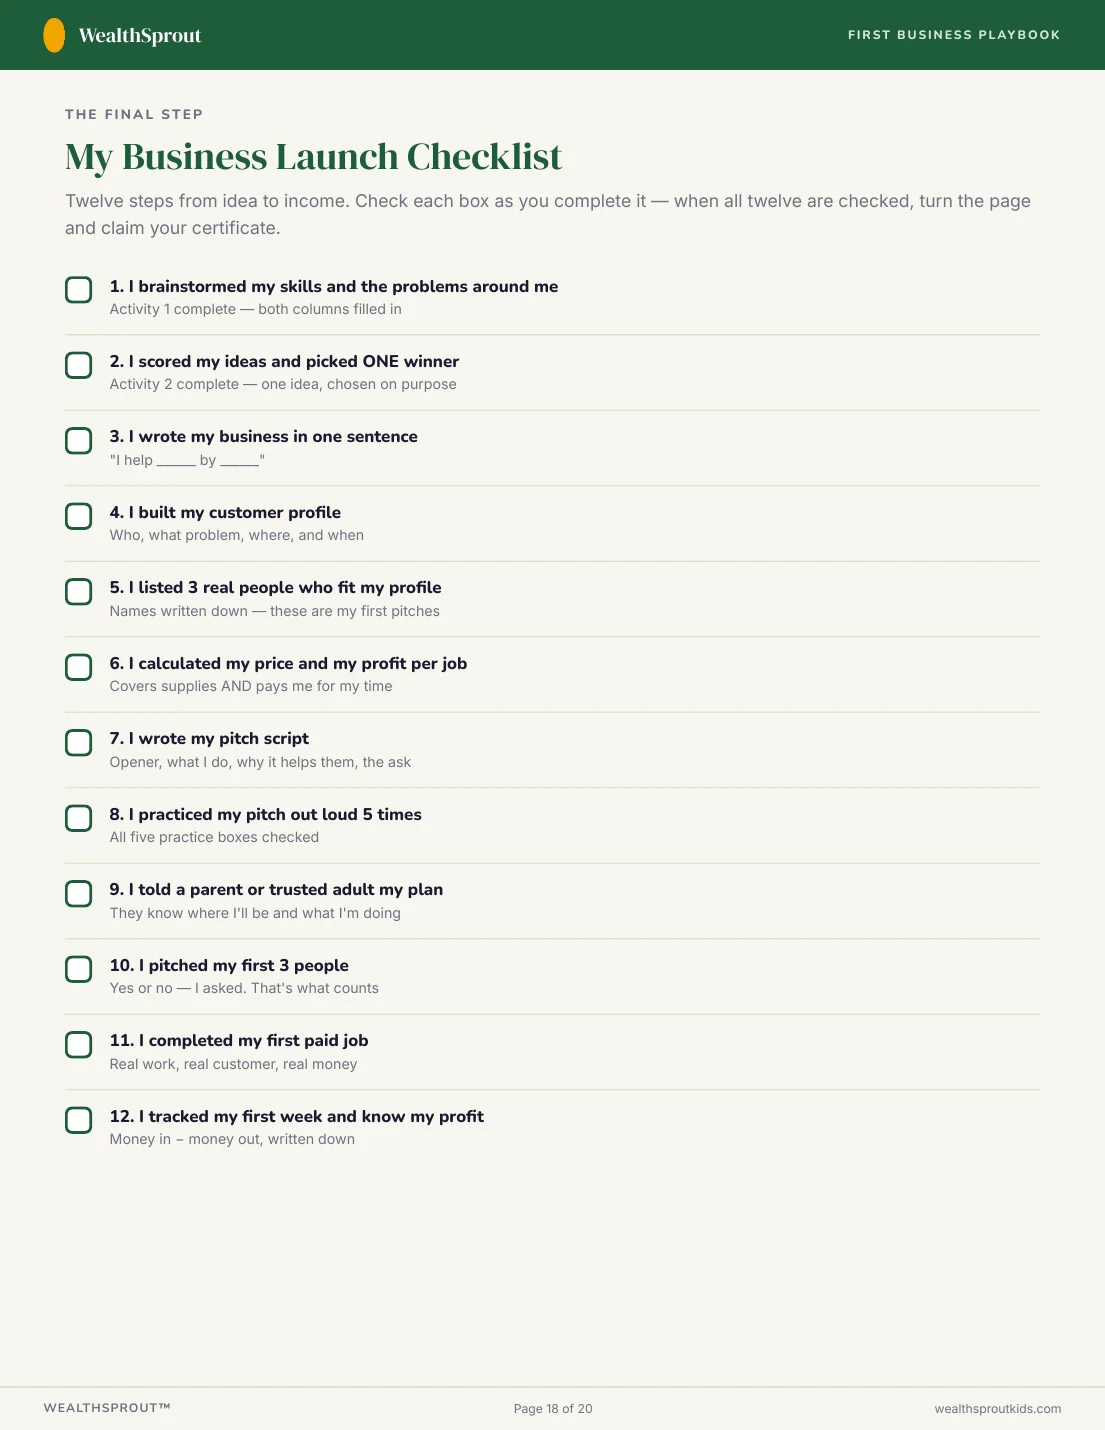 WealthSprout
FIRST BUSINESS PLAYBOOK
THE FINAL STEP
My Business Launch Checklist
Twelve steps from idea to income. Check each box as you complete it — when all twelve are checked, turn the page
and claim your certificate.
1. I brainstormed my skills and the problems around me
Activity 1 complete — both columns filled in
2. I scored my ideas and picked ONE winner
Activity 2 complete — one idea, chosen on purpose
3. I wrote my business in one sentence
"I help ______ by ______"
4. I built my customer profile
Who, what problem, where, and when
5. I listed 3 real people who fit my profile
Names written down — these are my first pitches
6. I calculated my price and my profit per job
Covers supplies AND pays me for my time
7. I wrote my pitch script
Opener, what I do, why it helps them, the ask
8. I practiced my pitch out loud 5 times
All five practice boxes checked
9. I told a parent or trusted adult my plan
They know where I'll be and what I'm doing
10. I pitched my first 3 people
Yes or no — I asked. That's what counts
11. I completed my first paid job
Real work, real customer, real money
12. I tracked my first week and know my profit
Money in − money out, written down
WEALTHSPROUT™
Page 18 of 20
wealthsproutkids.com